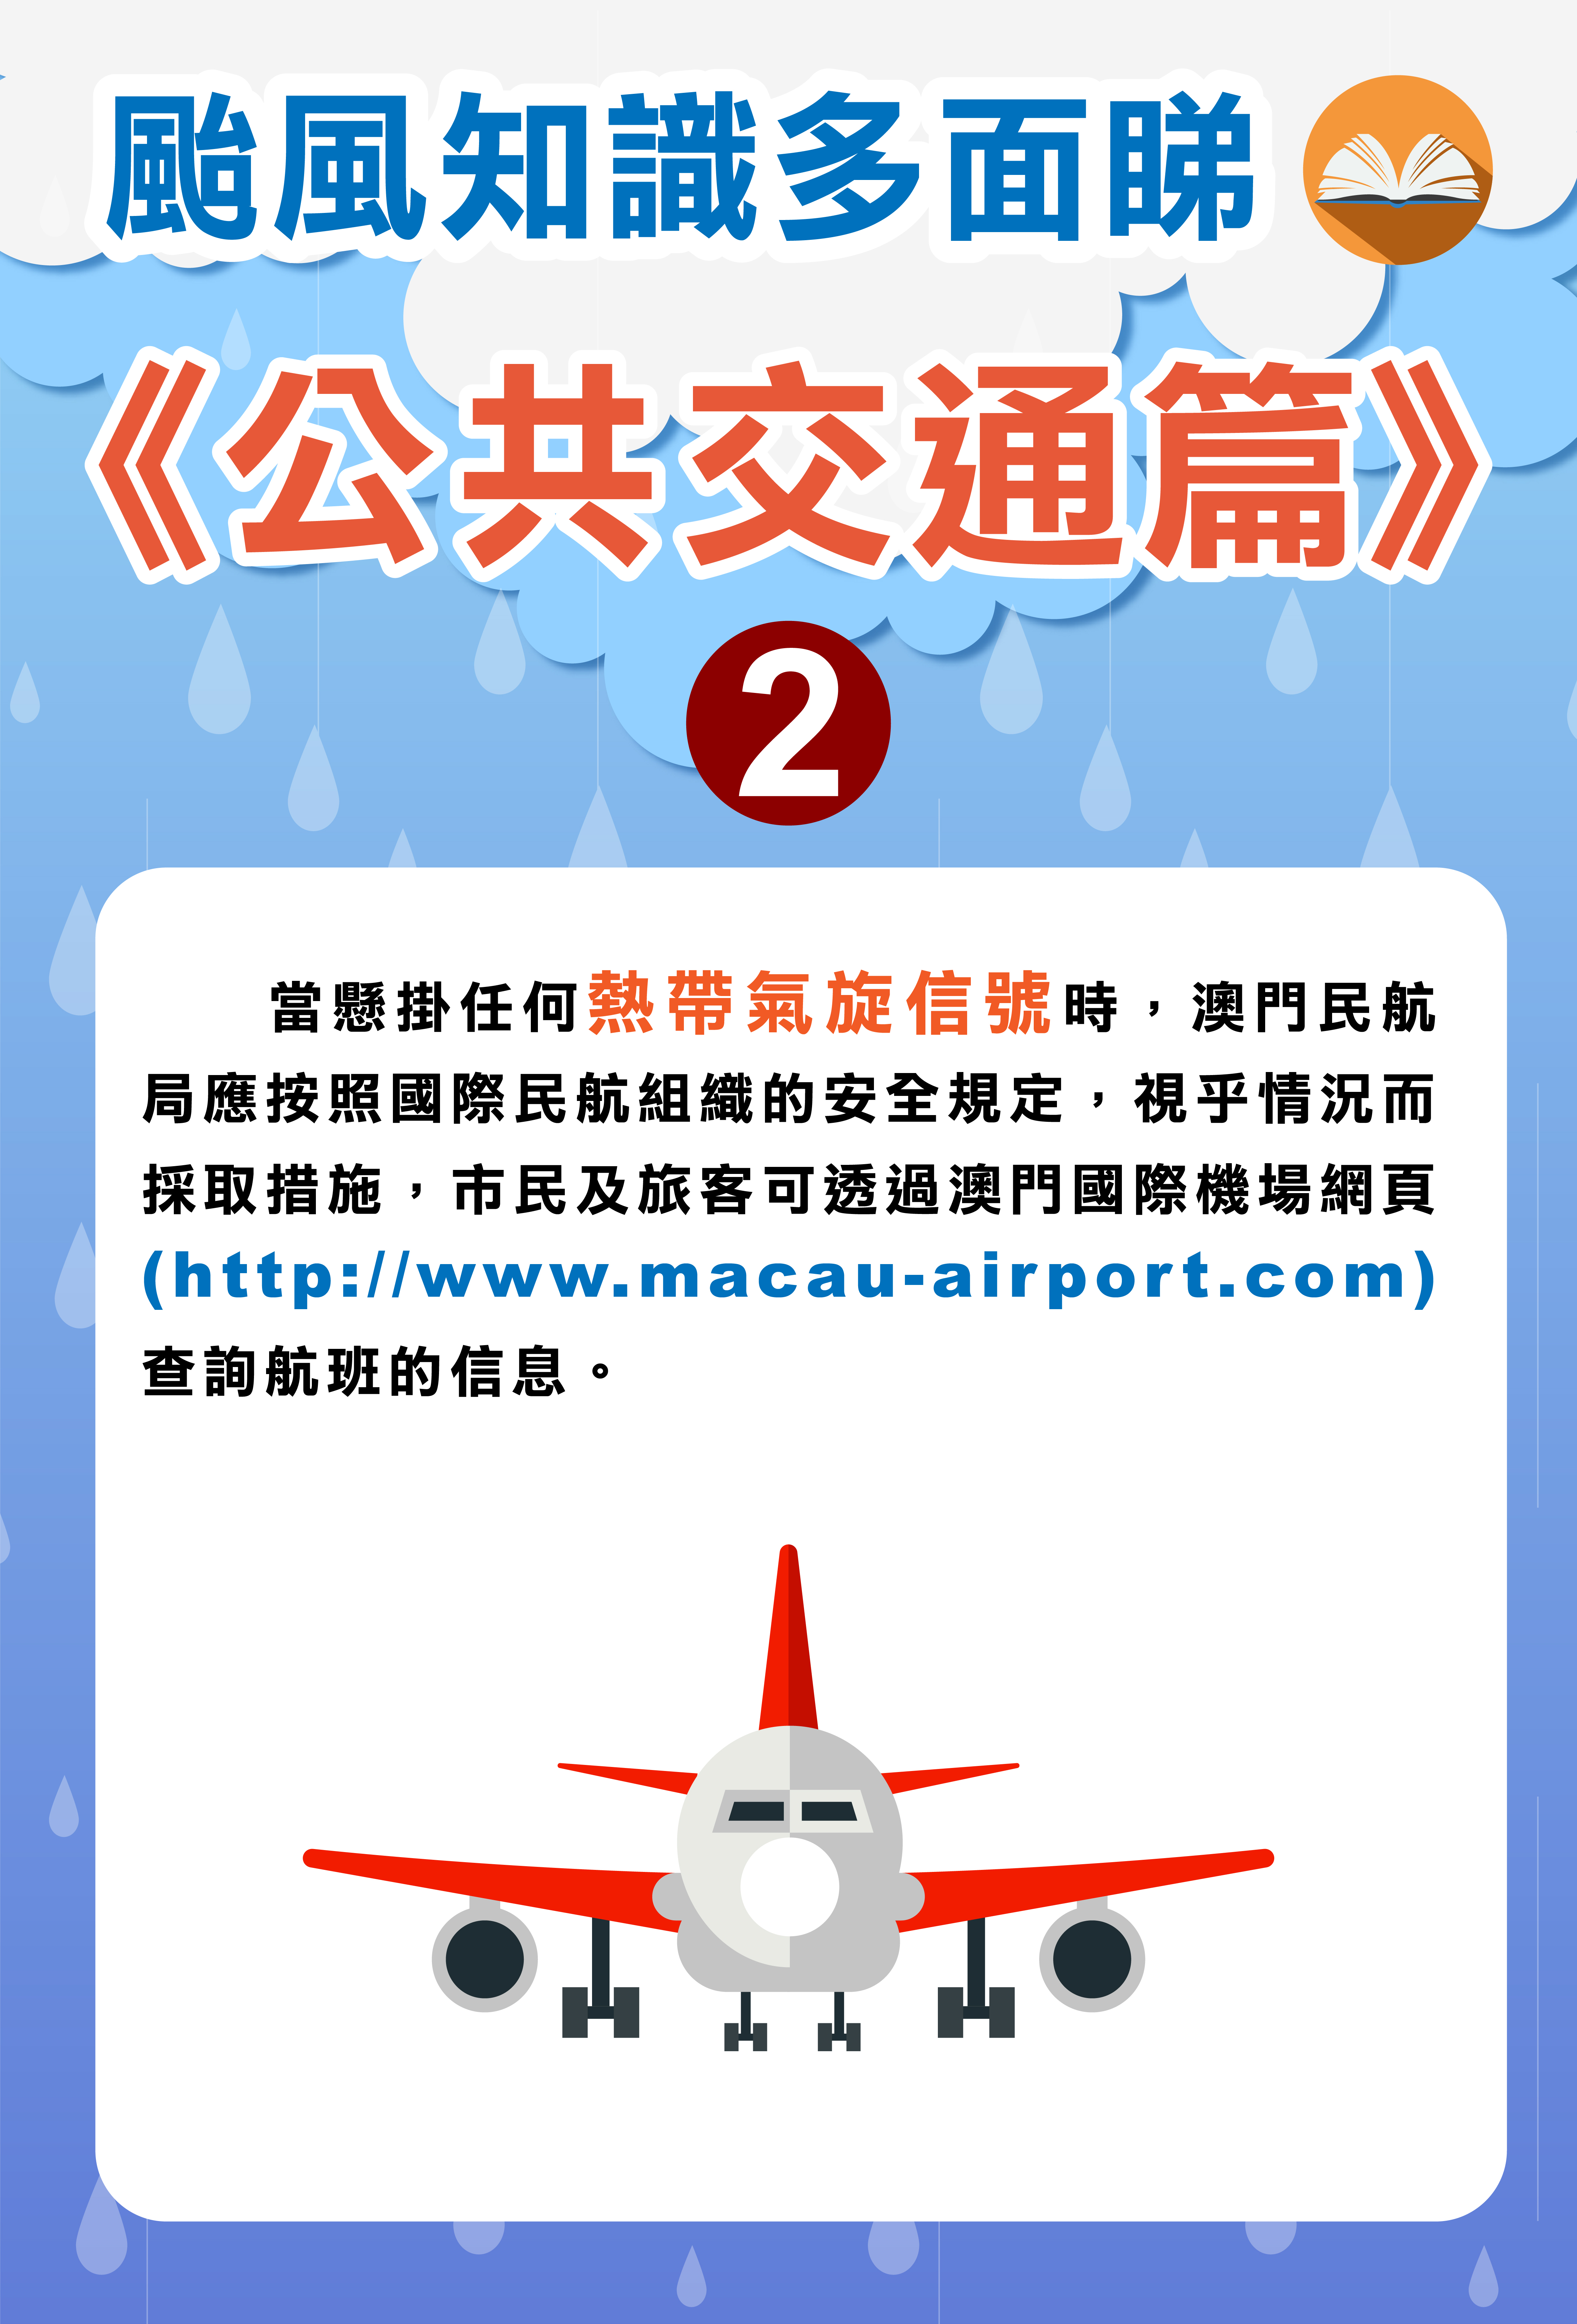 颱風知識多面睇
《公共交通篇》
2
當懸掛任何熱帶氣旋信號時，澳門民航
局應按照國際民航組織的安全規定，視乎情況而
採取措施，市民及旅客可透過澳門國際機場網頁
(http://www.macau-airport.com)
查詢航班的信息。